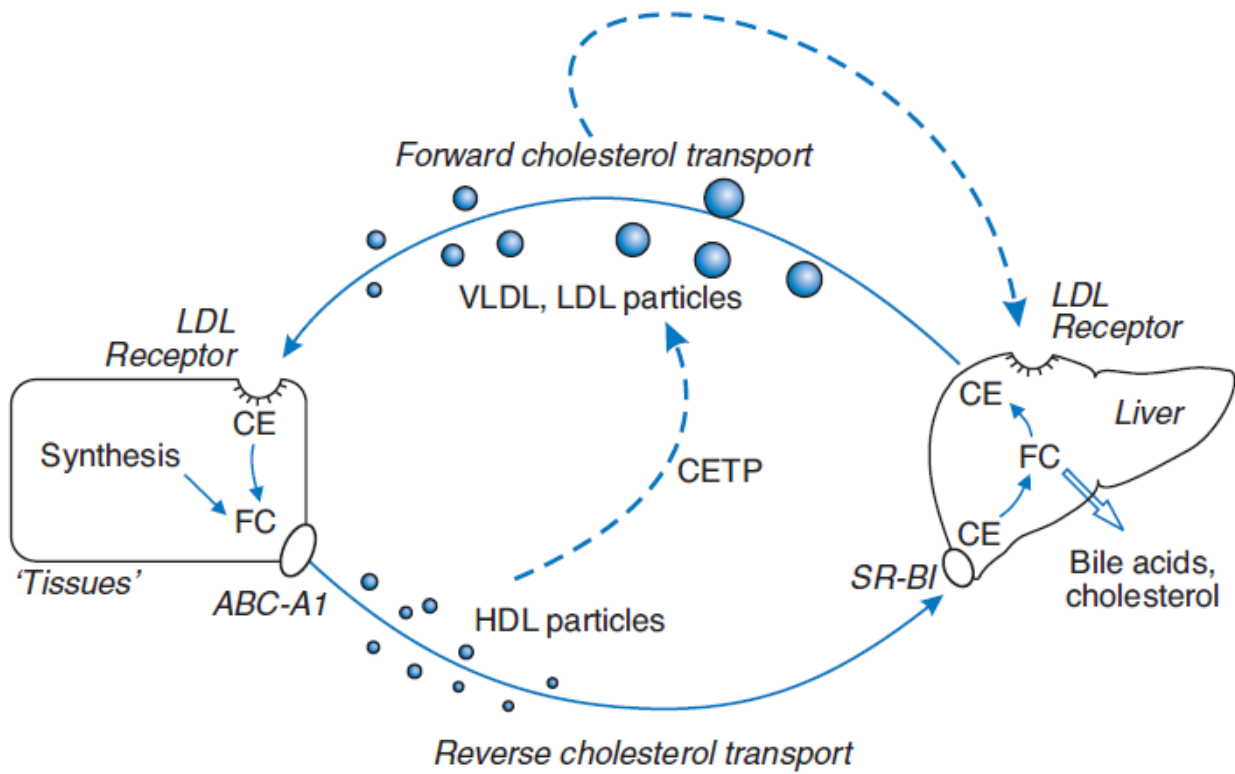 Forward cholesterol transport
VLDL, LDL particles
LDL
Receptor
LDL
Receptor
CE
Synthesis
FC
'Tissues'
ABC-A1
CETP
HDL particles
CE
Liver
FC
CE
SR-BI
Bile acids,
cholesterol
Reverse cholesterol transport